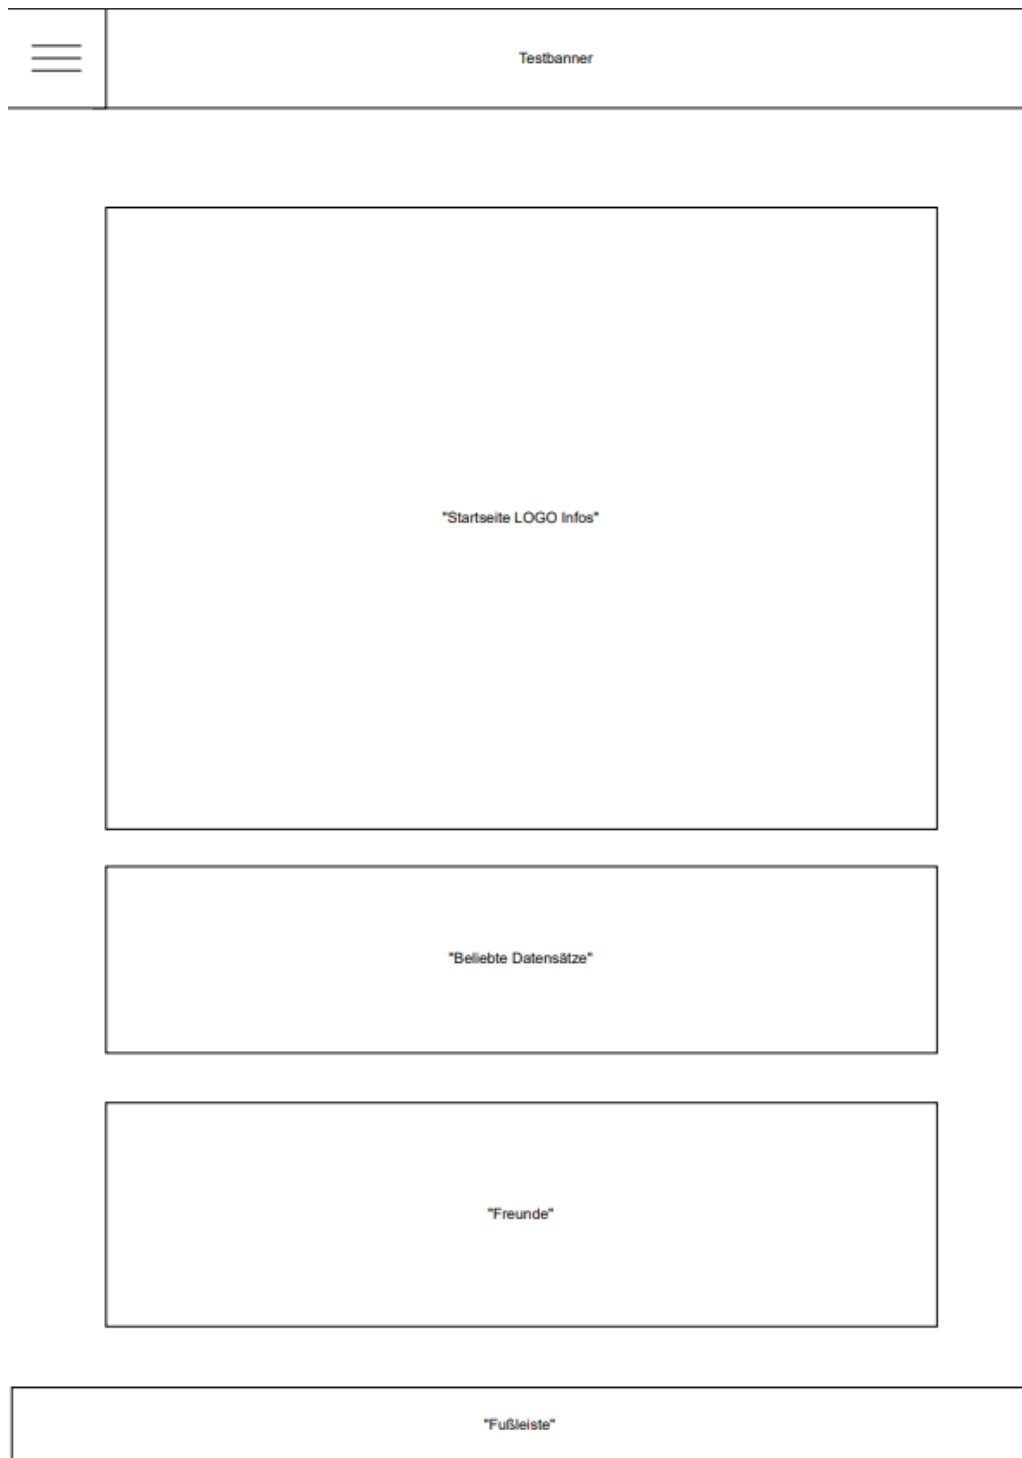 Testbanner
"Startseite LOGO Infos"
"Beliebte Datensätze"
"Freunde"
"Fußleiste"